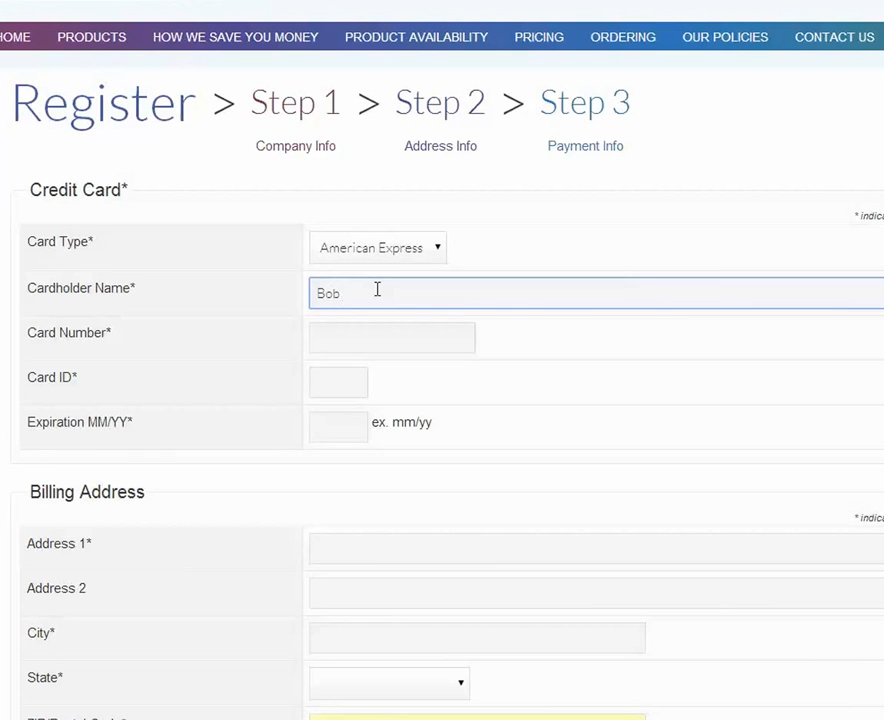 HOME PRODUCTS HOW WE SAVE YOU MONEY PRODUCT AVAILABILITY PRICING ORDERING OUR POLICIES CONTACT US
Register > Step 1 > Step 2 > Step 3
Company Info Address Info Payment Info
Credit Card*
Card Type* American Express
Cardholder Name* Bob
Card Number*
Card ID*
Expiration MM/YY* ex. mm/yy
Billing Address
Address 1*
Address 2
City*
State*